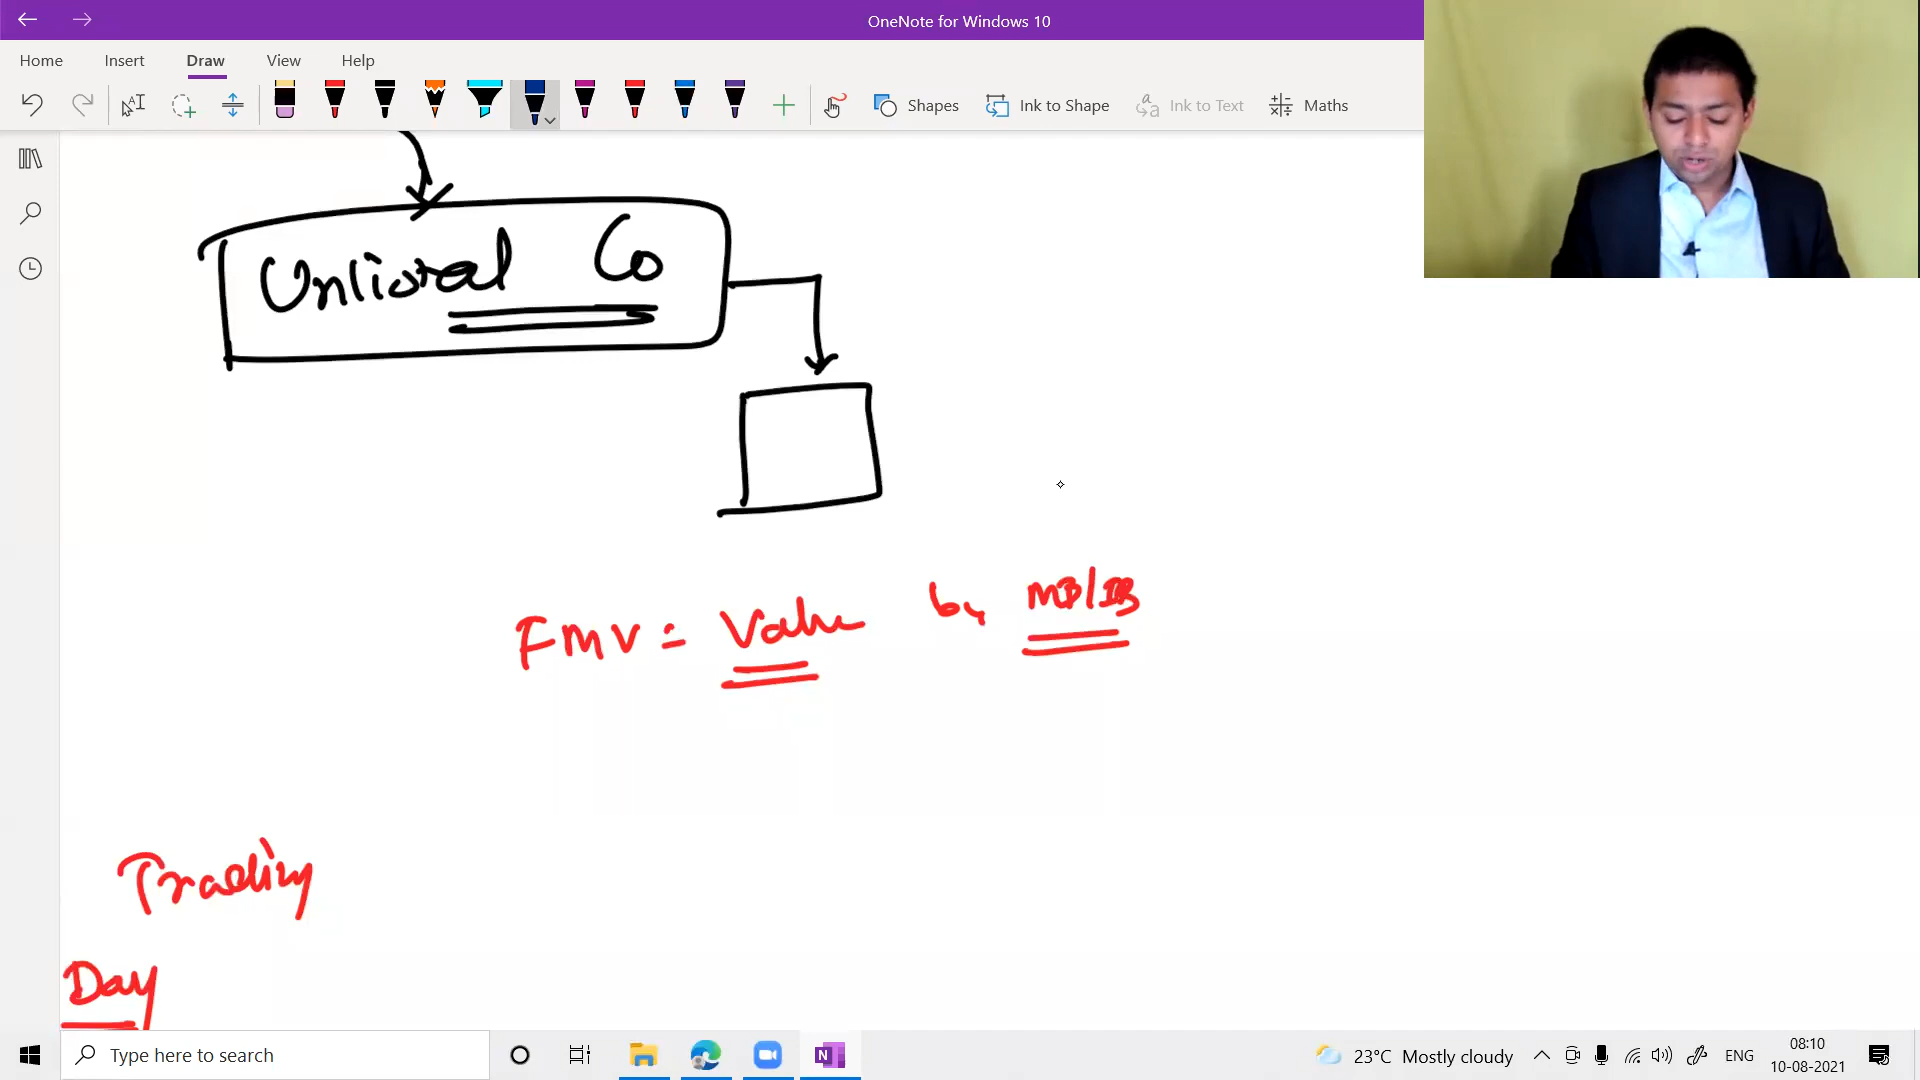 OneNote for Windows 10
Home Insert Draw View Help
Shapes Ink to Shape Ink to Text Maths
Co
FMV = Value by
Trading
Day
Type here to search
23°C Mostly cloudy
ENG
08:10
10-08-2021